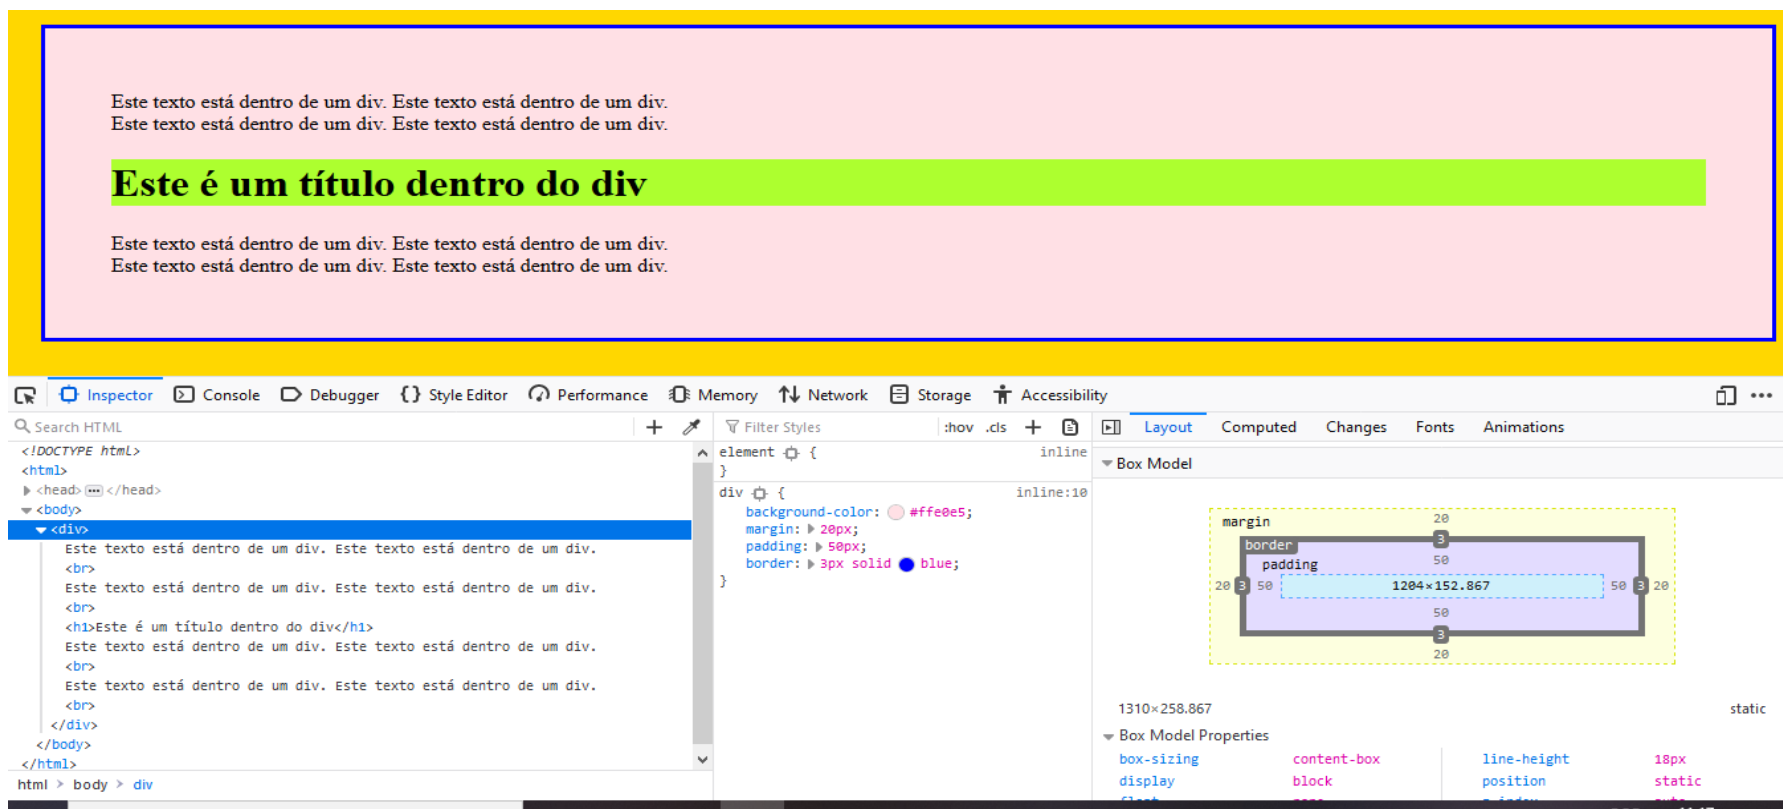 Este texto está dentro de um div. Este texto está dentro de um div.
Este texto está dentro de um div. Este texto está dentro de um div.
Este é um título dentro do div
Este texto está dentro de um div. Este texto está dentro de um div.
Este texto está dentro de um div. Este texto está dentro de um div.
Inspector Console Debugger {} Style Editor Performance Memory Network Storage Accessibility
Search HTML
<!DOCTYPE html>
<html>
<head> ••• </head>
<body>
<div>
Este texto está dentro de um div. Este texto está dentro de um div.
<br>
Este texto está dentro de um div. Este texto está dentro de um div.
<br>
<h1>Este é um título dentro do div</h1>
Este texto está dentro de um div. Este texto está dentro de um div.
<br>
Este texto está dentro de um div. Este texto está dentro de um div.
<br>
</div>
</body>
</html>
html > body > div
Filter Styles :hov .cls +
element { inline
}
div { inline:10
background-color: #ffe0e5;
margin: 20px;
padding: 50px;
border: 3px solid blue;
}
Layout Computed Changes Fonts Animations
Box Model
margin 20
border 3
padding 50
20 3 50 1204×152.867 50 3 20
50
3
20
1310×258.867 static
Box Model Properties
box-sizing content-box line-height 18px
display block position static